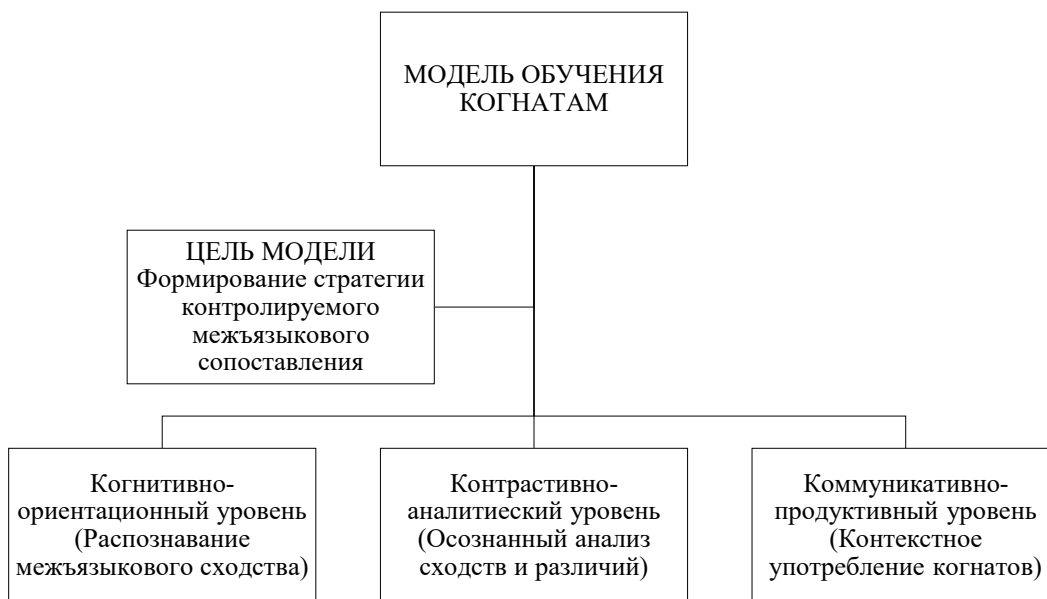 МОДЕЛЬ ОБУЧЕНИЯ
КОГНАТАМ
ЦЕЛЬ МОДЕЛИ
Формирование стратегии
контролируемого
межъязыкового
сопоставления
Когнитивно-
ориентационный уровень
(Распознавание
межъязыкового сходства)
Контрастивно-
аналитиеский уровень
(Осознанный анализ
сходств и различий)
Коммуникативно-
продуктивный уровень
(Контекстное
употребление когнатов)